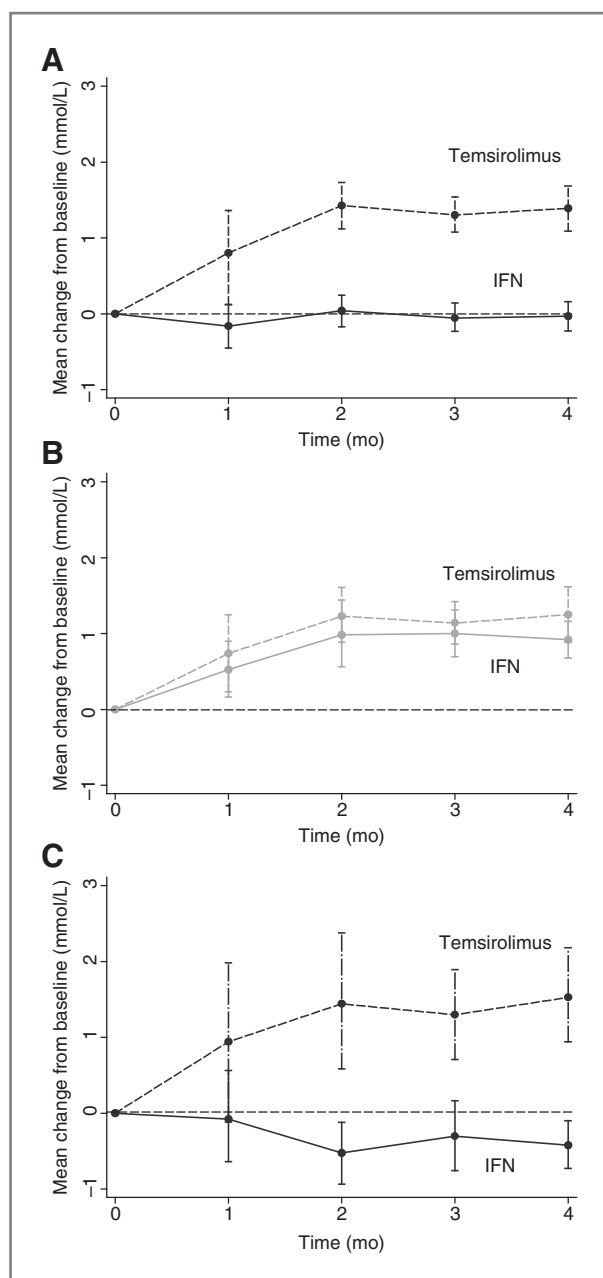 A
Mean change from baseline (mmol/L)
3
2
1
0
−1
Temsirolimus
IFN
0 1 2 3 4
Time (mo)
B
Mean change from baseline (mmol/L)
3
2
1
0
−1
Temsirolimus
IFN
0 1 2 3 4
Time (mo)
C
Mean change from baseline (mmol/L)
3
2
1
0
−1
Temsirolimus
IFN
0 1 2 3 4
Time (mo)